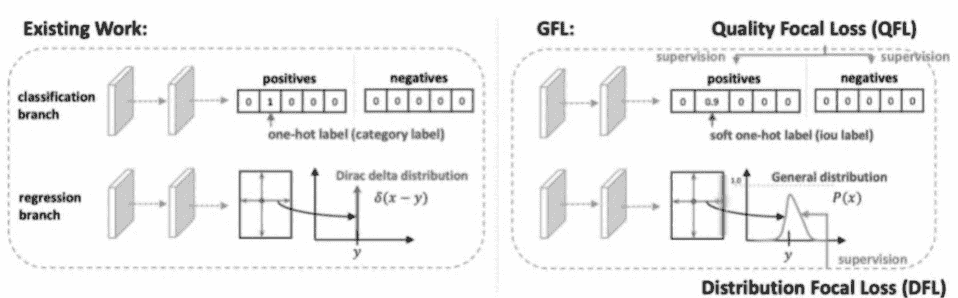 Existing Work:
classification
branch
positives
negatives
0 1 0 0 0
0 0 0 0 0
one-hot label (category label)
regression
branch
Dirac delta distribution
δ(x − y)
y
GFL:
Quality Focal Loss (QFL)
supervision
supervision
positives
negatives
0 0.9 0 0 0
0 0 0 0 0
soft one-hot label (iou label)
1.0
General distribution
P(x)
y
supervision
Distribution Focal Loss (DFL)